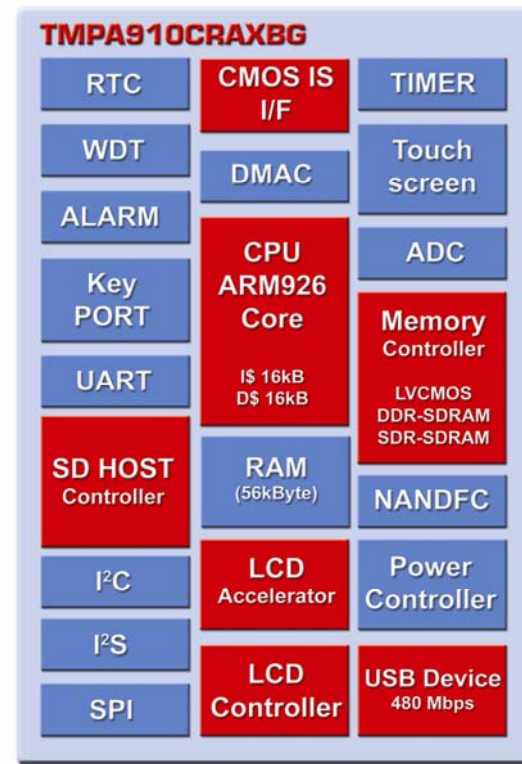 TMPA910CRAXBG
RTC
WDT
ALARM
Key
PORT
UART
SD HOST
Controller
I²C
I²S
SPI
CMOS IS
I/F
DMAC
CPU
ARM926
Core
I$ 16kB
D$ 16kB
RAM
(56kByte)
LCD
Accelerator
LCD
Controller
TIMER
Touch
screen
ADC
Memory
Controller
LVCMOS
DDR-SDRAM
SDR-SDRAM
NANDFC
Power
Controller
USB Device
480 Mbps